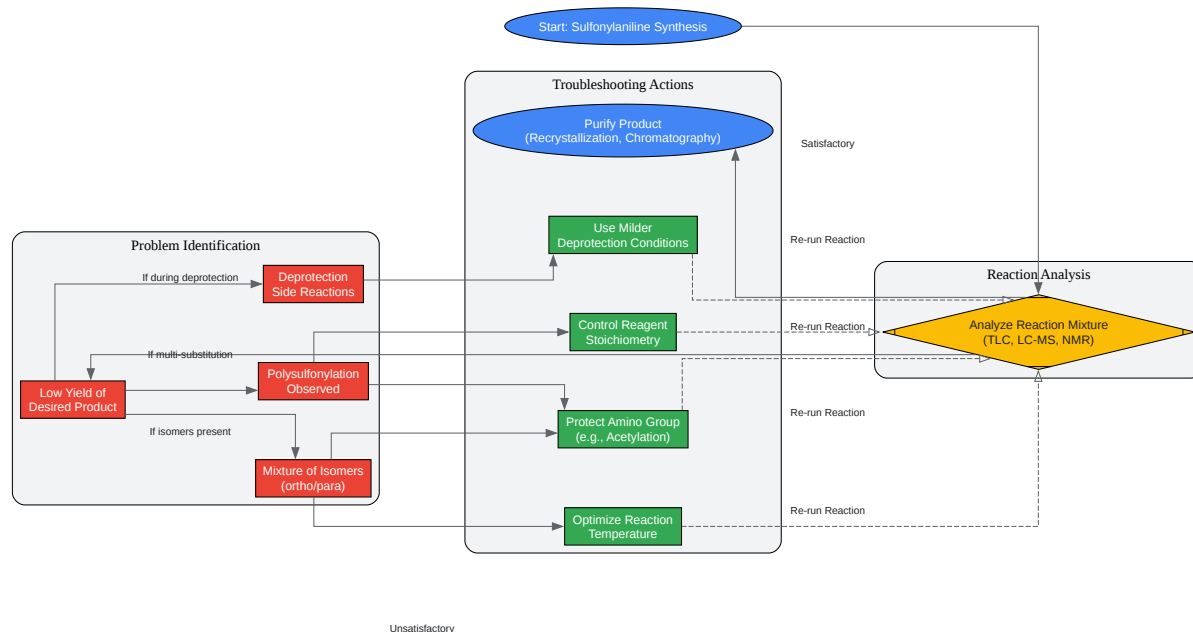 Start: Sulfonylaniline Synthesis
Troubleshooting Actions
Purify Product
(Recrystallization, Chromatography)
Satisfactory
Use Milder
Deprotection Conditions
Re-run Reaction
Problem Identification
If during deprotection
Deprotection
Side Reactions
Reaction Analysis
Control Reagent
Stoichiometry
Re-run Reaction
Analyze Reaction Mixture
(TLC, LC-MS, NMR)
If multi-substitution
Polysulfonylation
Observed
Low Yield of
Desired Product
Protect Amino Group
(e.g., Acetylation)
Re-run Reaction
If isomers present
Mixture of Isomers
(ortho/para)
Optimize Reaction
Temperature
Re-run Reaction
Unsatisfactory